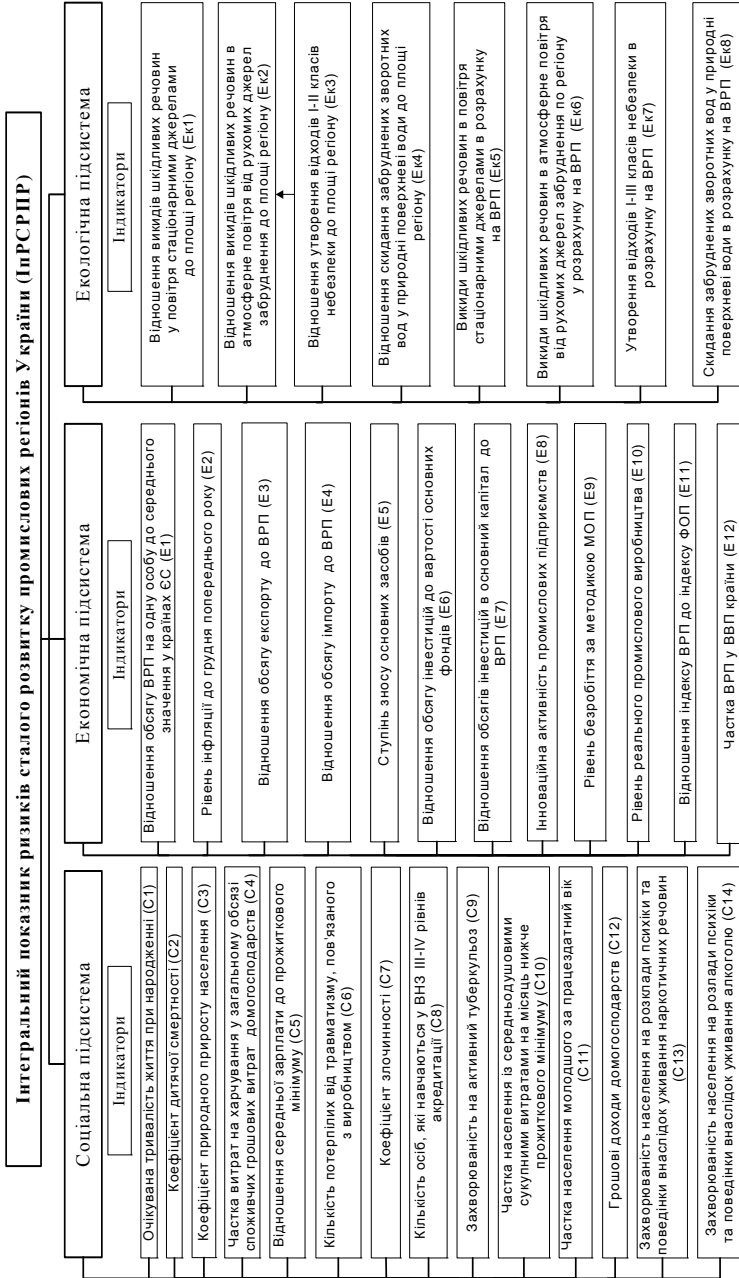 Інтегральний показник ризиків сталого розвитку промислових регіонів України (ІпРСРПР)
Соціальна підсистема
Індикатори
Очікувана тривалість життя при народженні (С1)
Коефіцієнт дитячої смертності (С2)
Коефіцієнт природного приросту населення (С3)
Частка витрат на харчування у загальному обсязі
споживчих грошових витрат домогосподарств (С4)
Відношення середньої зарплати до прожиткового
мінімуму (С5)
Кількість потерпілих від травматизму, пов'язаного
з виробництвом (С6)
Коефіцієнт злочинності (С7)
Кількість осіб, які навчаються у ВНЗ III-IV рівнів
акредитації (С8)
Захворюваність на активний туберкульоз (С9)
Частка населення із середньодушовими
сукупними витратами на місяць нижче
прожиткового мінімуму (С10)
Частка населення молодшого за працездатний вік
(С11)
Грошові доходи домогосподарств (С12)
Захворюваність населення на розклади психіки та
поведінки внаслідок уживання наркотичних речовин
(С13)
Захворюваність населення на розлади психіки
та поведінки внаслідок уживання алкоголю (С14)
Економічна підсистема
Індикатори
Відношення обсягу ВРП на одну особу до середнього
значення у країнах ЄС (Е1)
Рівень інфляції до грудня попереднього року (Е2)
Відношення обсягу експорту до ВРП (Е3)
Відношення обсягу імпорту до ВРП (Е4)
Ступінь зносу основних засобів (Е5)
Відношення обсягу інвестицій до вартості основних
фондів (Е6)
Відношення обсягів інвестицій в основний капітал до
ВРП (Е7)
Інноваційна активність промислових підприємств (Е8)
Рівень безробіття за методикою МОП (Е9)
Рівень реального промислового виробництва (Е10)
Відношення індексу ВРП до індексу ФОП (Е11)
Частка ВРП у ВВП країни (Е12)
Екологічна підсистема
Індикатори
Відношення викидів шкідливих речовин
у повітря стаціонарними джерелами
до площі регіону (Ек1)
Відношення викидів шкідливих речовин в
атмосферне повітря від рухомих джерел
забруднення до площі регіону (Ек2)
Відношення утворення відходів I-II класів
небезпеки до площі регіону (Ек3)
Відношення скидання забруднених зворотних
вод у природні поверхневі води до площі
регіону (Ек4)
Викиди шкідливих речовин в повітря
стаціонарними джерелами в розрахунку
на ВРП (Ек5)
Викиди шкідливих речовин в атмосферне повітря
від рухомих джерел забруднення по регіону
у розрахунку на ВРП (Ек6)
Утворення відходів I-III класів небезпеки в
розрахунку на ВРП (Ек7)
Скидання забруднених зворотних вод у природні
поверхневі води в розрахунку на ВРП (Ек8)